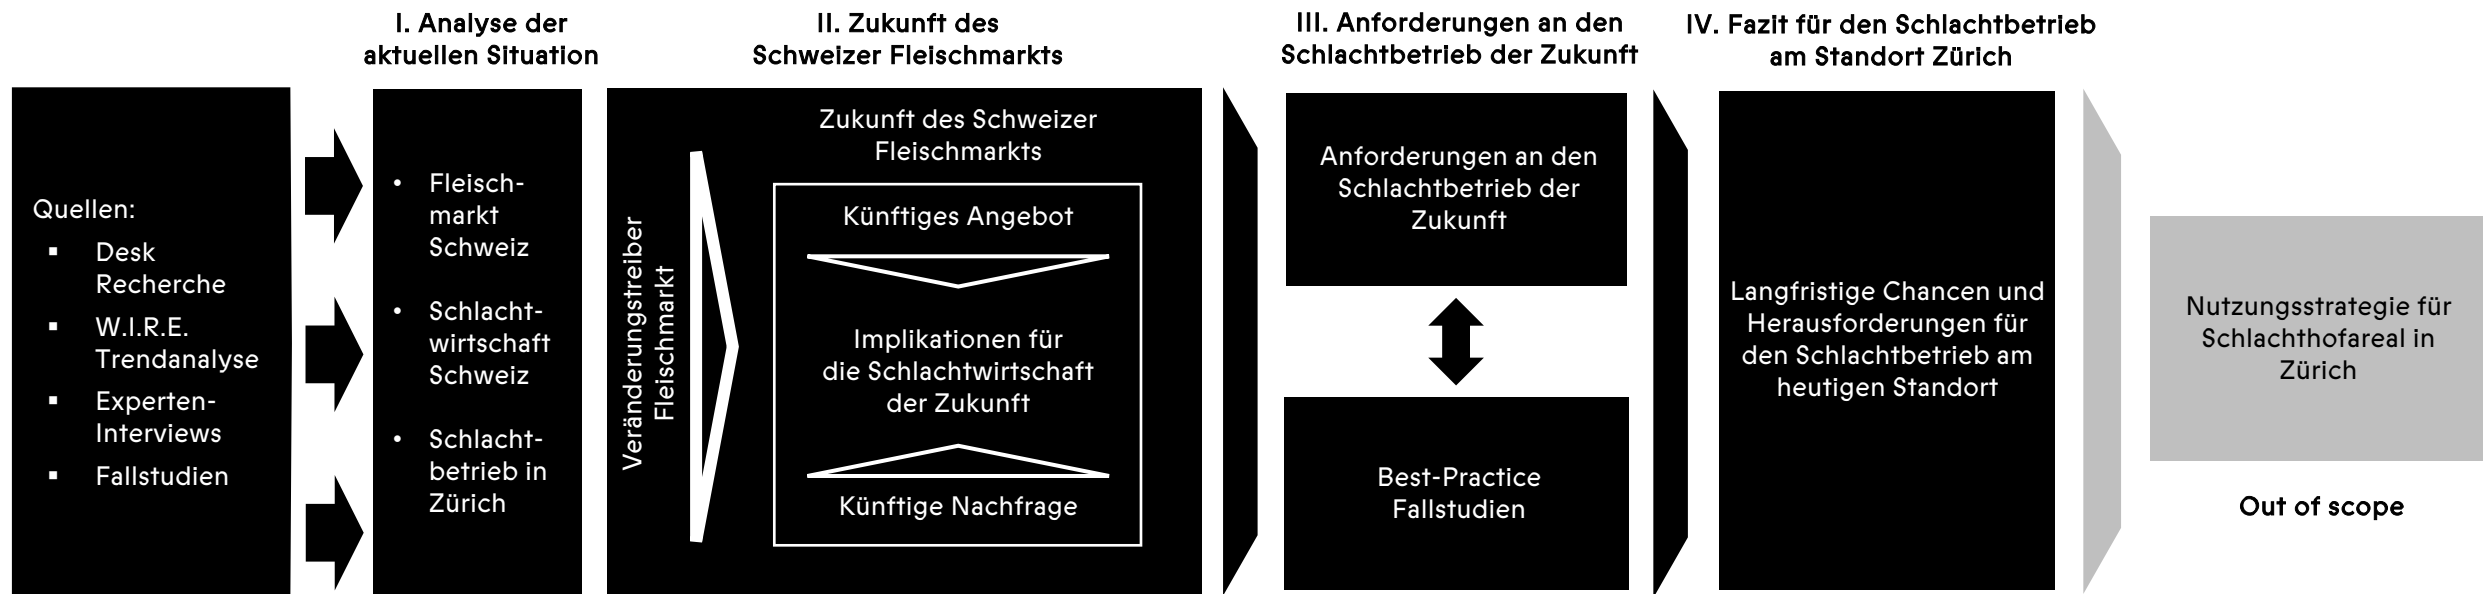 I. Analyse der
aktuellen Situation
II. Zukunft des
Schweizer Fleischmarkts
III. Anforderungen an den
Schlachtbetrieb der Zukunft
IV. Fazit für den Schlachtbetrieb
am Standort Zürich
Quellen:
▪ Desk
Recherche
▪ W.I.R.E.
Trendanalyse
▪ Experten-
Interviews
▪ Fallstudien
• Fleisch-
markt
Schweiz
• Schlacht-
wirtschaft
Schweiz
• Schlacht-
betrieb in
Zürich
Veränderungstreiber
Fleischmarkt
Zukunft des Schweizer
Fleischmarkts
Künftiges Angebot
Implikationen für
die Schlachtwirtschaft
der Zukunft
Künftige Nachfrage
Anforderungen an den
Schlachtbetrieb der
Zukunft
Best-Practice
Fallstudien
Langfristige Chancen und
Herausforderungen für
den Schlachtbetrieb am
heutigen Standort
Nutzungsstrategie für
Schlachthofareal in
Zürich
Out of scope